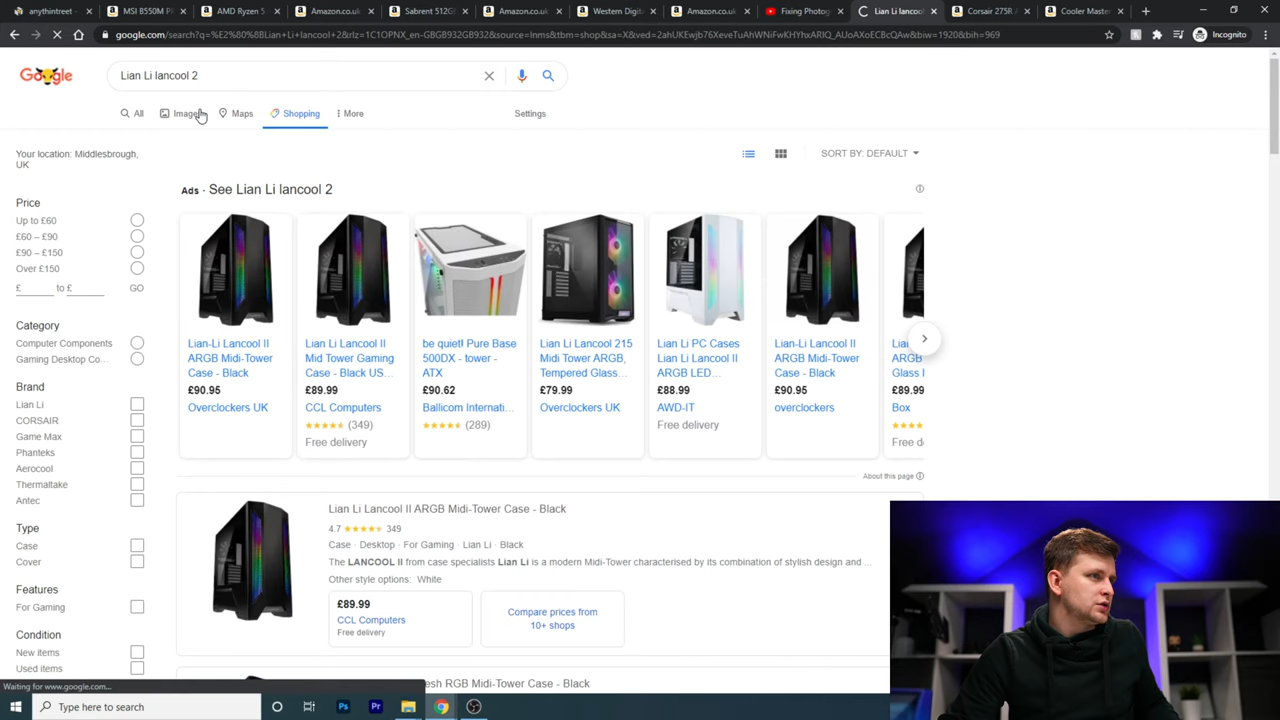 anythintreet
MSI B550M P
AMD Ryzen 5
Amazon.co.uk
Sabrent 512G
Amazon.co.uk
Western Digit
Amazon.co.uk
Fixing Photog
Lian Li lancool
Corsair 275R A
Cooler Master
google.com/search?q=%E2%80%8BLian+Li+lancool+2&rlz=1C1OPNX_en-GBGB932GB932&source=lnms&tbm=shop&sa=X&ved=2ahUKEwjb76XeveTuAhWNiFwKHYhxARIQ_AUoAXoECBcQAw&biw=1920&bih=969
Incognito
Google
Lian Li lancool 2
All
Images
Maps
Shopping
More
Settings
Your location: Middlesbrough,
UK
SORT BY: DEFAULT
Ads · See Lian Li lancool 2
Price
Up to £60
£60 – £90
£90 – £150
Over £150
£ to £ GO
Category
Computer Components
Gaming Desktop Co...
Brand
Lian Li
CORSAIR
Game Max
Phanteks
Aerocool
Thermaltake
Antec
Type
Case
Cover
Features
For Gaming
Condition
New items
Used items
Lian-Li Lancool II
ARGB Midi-Tower
Case - Black
£90.95
Overclockers UK
Lian Li Lancool II
Mid Tower Gaming
Case - Black US...
£89.99
CCL Computers
(349)
Free delivery
be quiet! Pure Base
500DX - tower -
ATX
£90.62
Ballicom Internati...
(289)
Lian Li Lancool 215
Midi Tower ARGB,
Tempered Glass...
£79.99
Overclockers UK
Lian Li PC Cases
Lian Li Lancool II
ARGB LED...
£88.99
AWD-IT
Free delivery
Lian-Li Lancool II
ARGB Midi-Tower
Case - Black
£90.95
overclockers
Lian
ARGB
Glass
£89.99
Box
Free d
About this page
Lian Li Lancool II ARGB Midi-Tower Case - Black
4.7 349
Case · Desktop · For Gaming · Lian Li · Black
The LANCOOL II from case specialists Lian Li is a modern Midi-Tower characterised by its combination of stylish design and ...
Other style options: White
£89.99
CCL Computers
Free delivery
Compare prices from
10+ shops
esh RGB Midi-Tower Case - Black
Waiting for www.google.com...
Type here to search
Ps
Pr